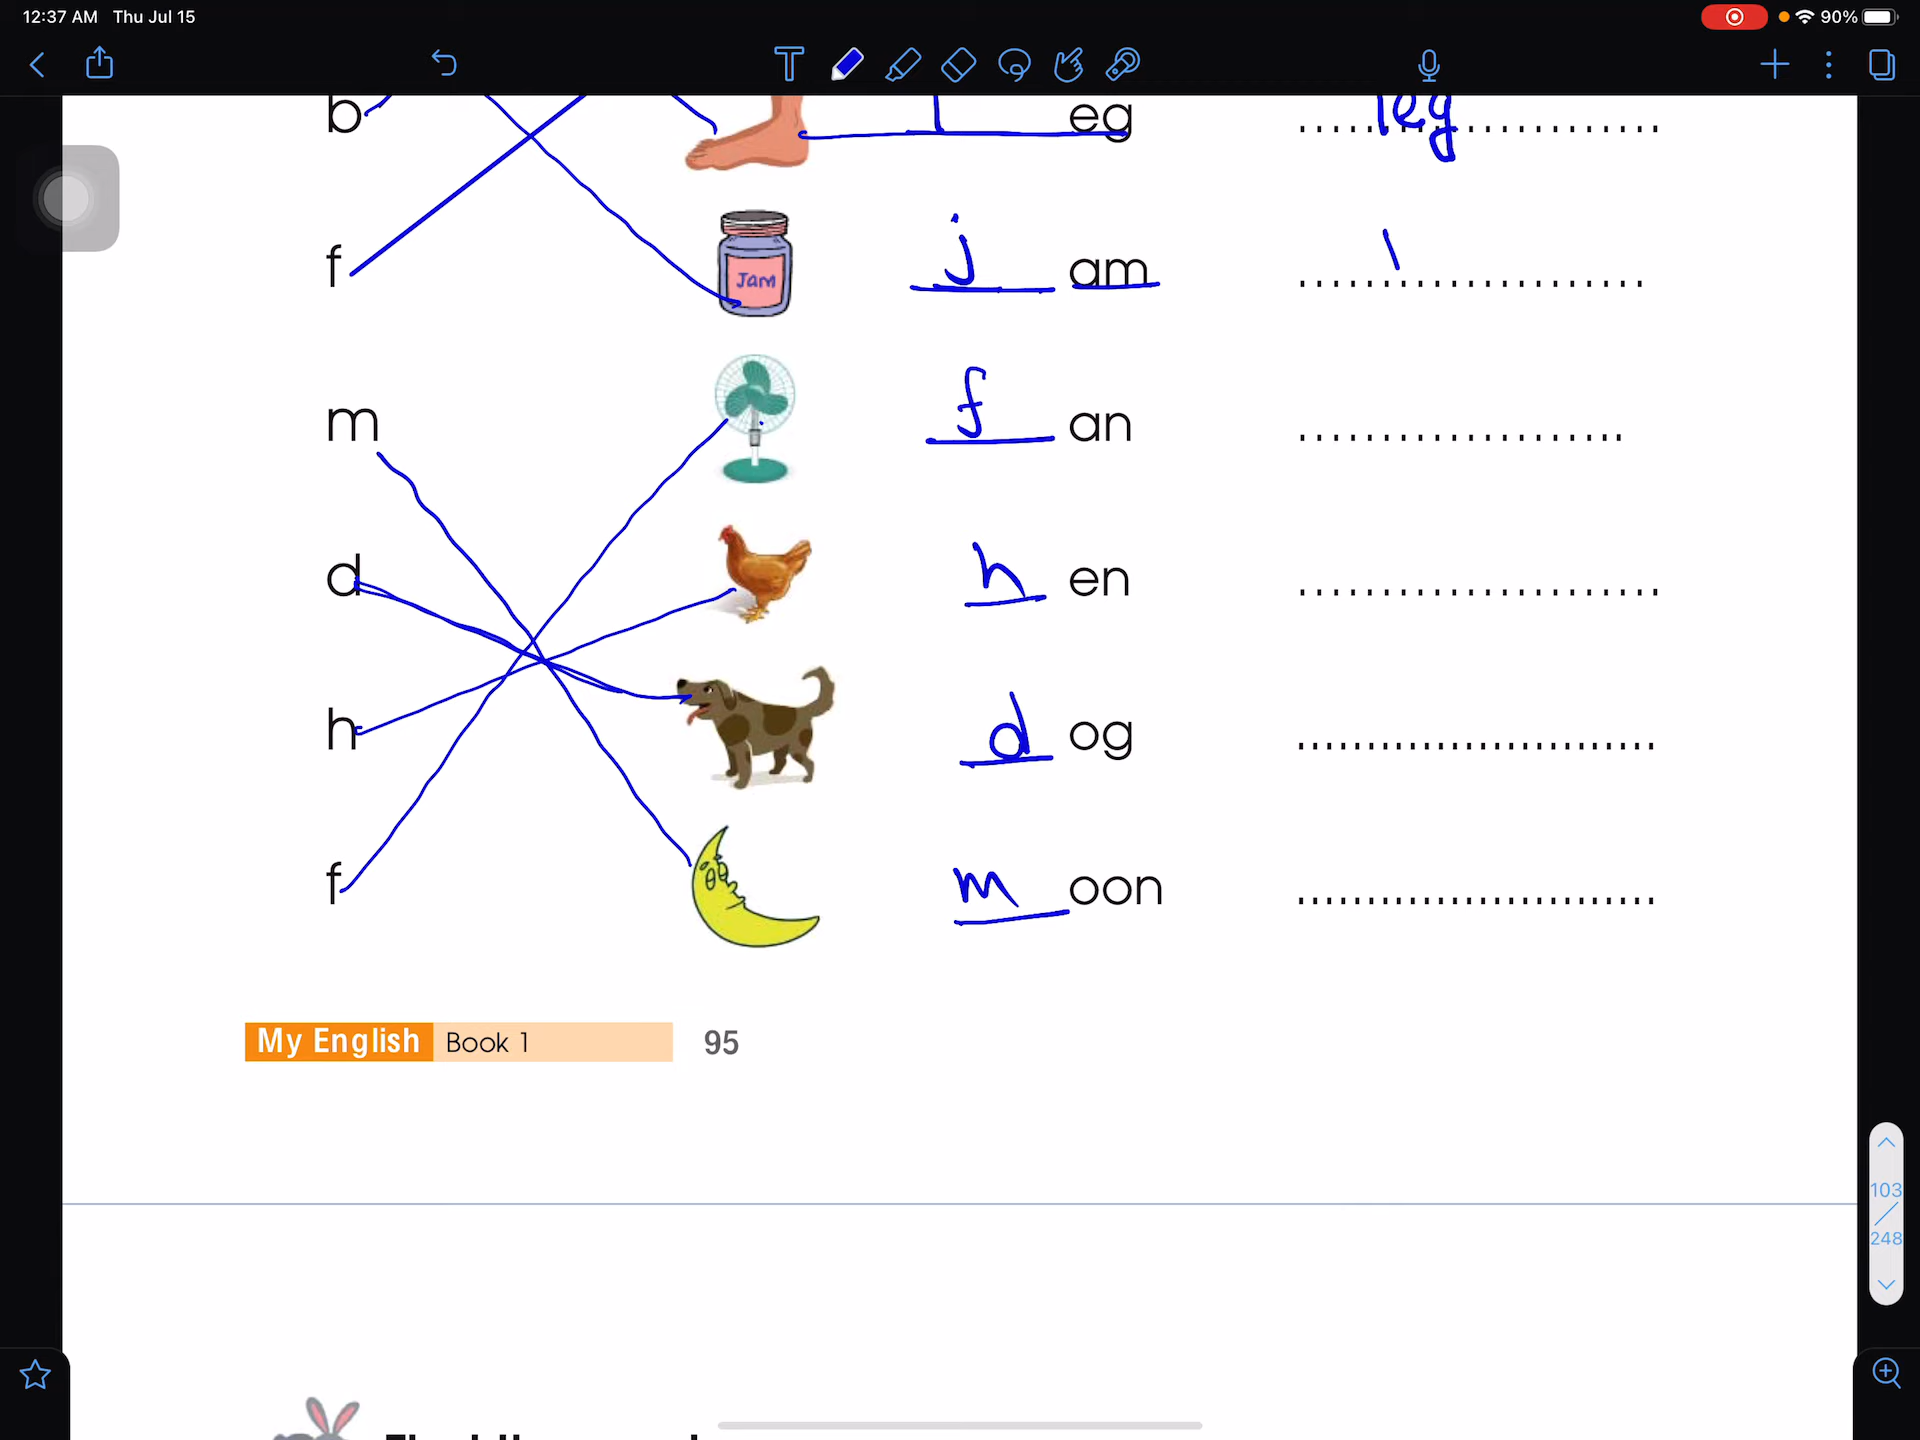 12:37 AM Thu Jul 15 90%
b l eg leg
f Jam j am
m f an
d h en
h d og
f m oon
My English Book 1 95
103
248